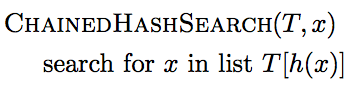 CHAINEDHASHSEARCH(T, x)
search for x in list T[h(x)]